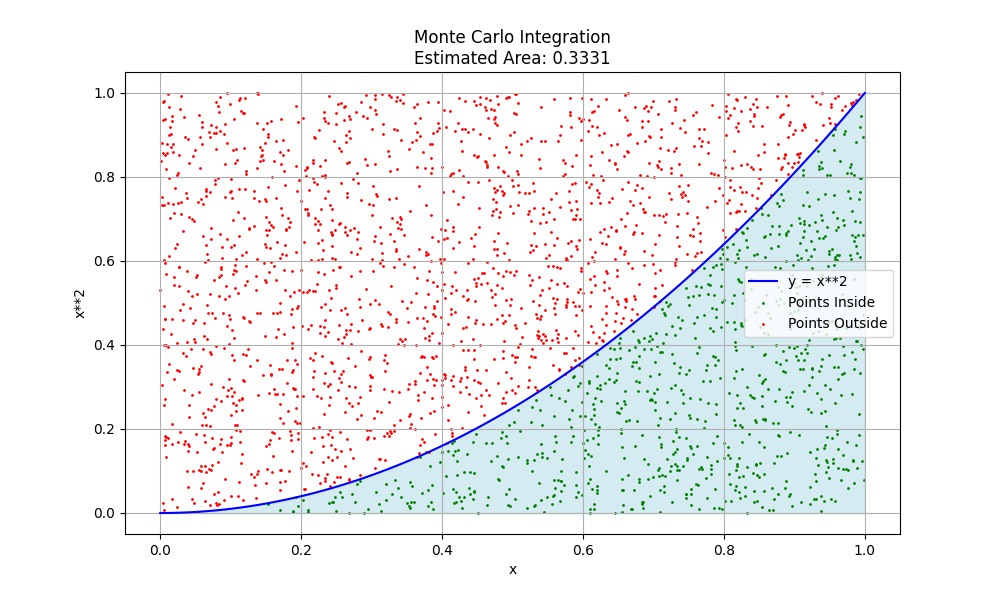 Monte Carlo Integration
Estimated Area: 0.3331
1.0
0.8
0.6
0.4
0.2
0.0
x**2
y = x**2
Points Inside
Points Outside
0.0 0.2 0.4 0.6 0.8 1.0
x